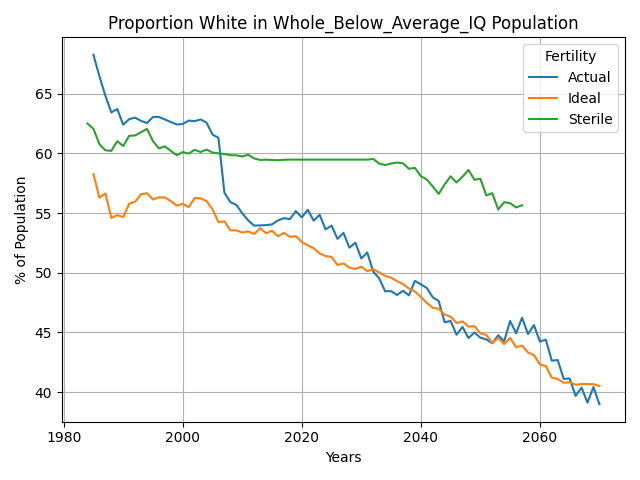 Proportion White in Whole_Below_Average_IQ Population
% of Population
65
60
55
50
45
40
1980
2000
2020
2040
2060
Years
Fertility
Actual
Ideal
Sterile